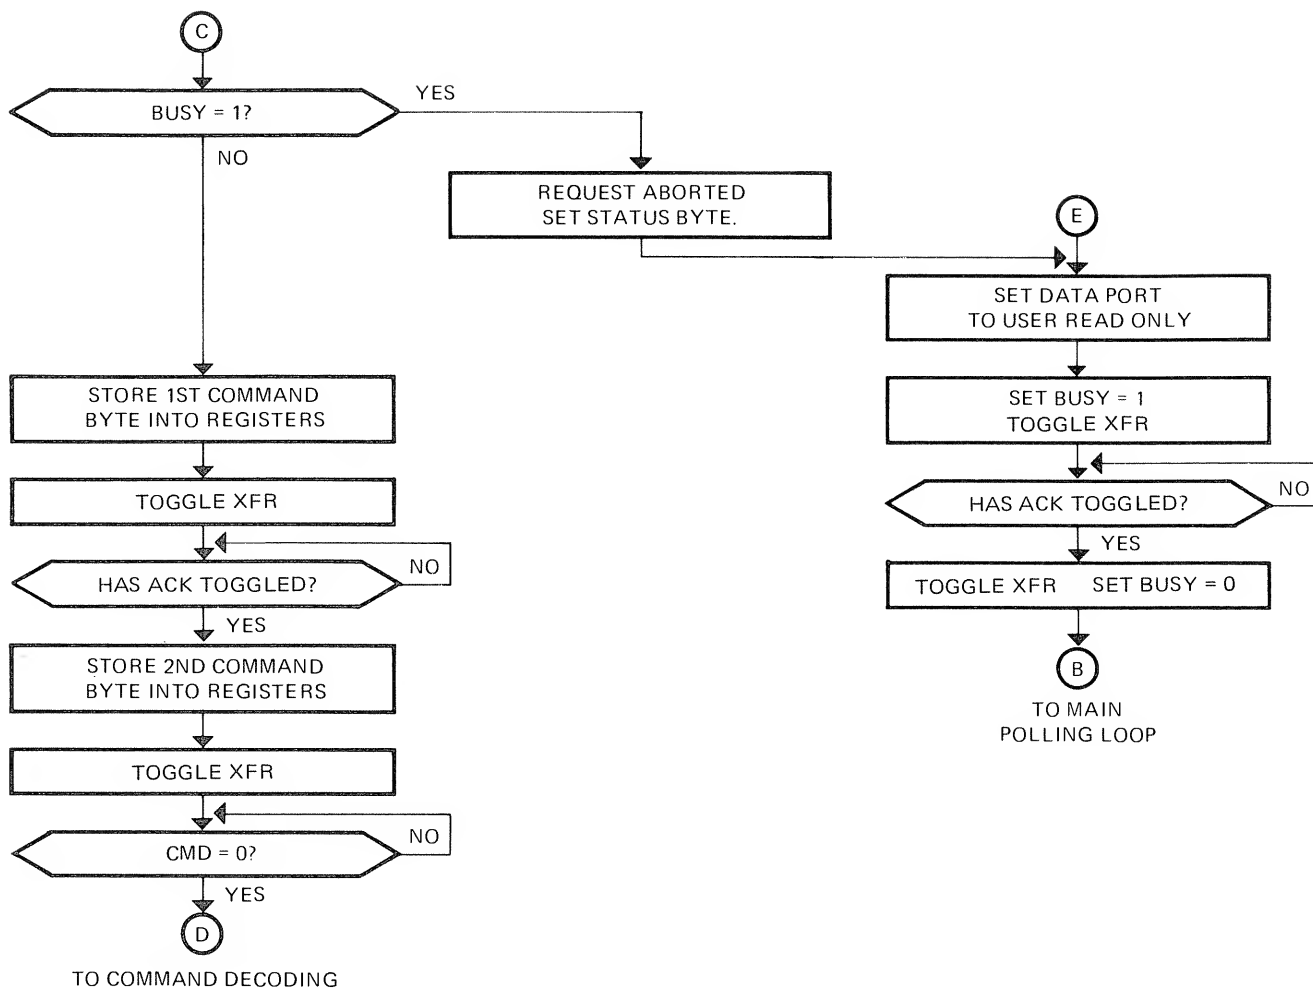 C
BUSY = 1?
YES
NO
REQUEST ABORTED
SET STATUS BYTE.
E
SET DATA PORT
TO USER READ ONLY
STORE 1ST COMMAND
BYTE INTO REGISTERS
SET BUSY = 1
TOGGLE XFR
TOGGLE XFR
HAS ACK TOGGLED?
NO
HAS ACK TOGGLED?
NO
YES
YES
TOGGLE XFR SET BUSY = 0
STORE 2ND COMMAND
BYTE INTO REGISTERS
B
TO MAIN
POLLING LOOP
TOGGLE XFR
CMD = 0?
NO
YES
D
TO COMMAND DECODING